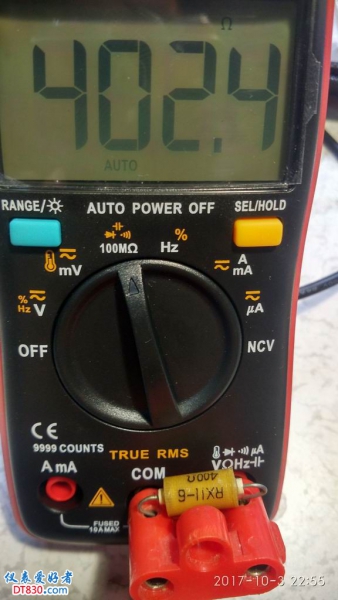 Ω
402.4
AUTO
RANGE/ AUTO POWER OFF SEL/HOLD
100MΩ Hz %
mV A mA
% Hz V μA
OFF NCV
CE
9999 COUNTS TRUE RMS
A mA COM VΩHz μA
FUSED
10A MAX
RX11-6
400Ω
仪表爱好者
DT830.com
2017-10-3 22:55